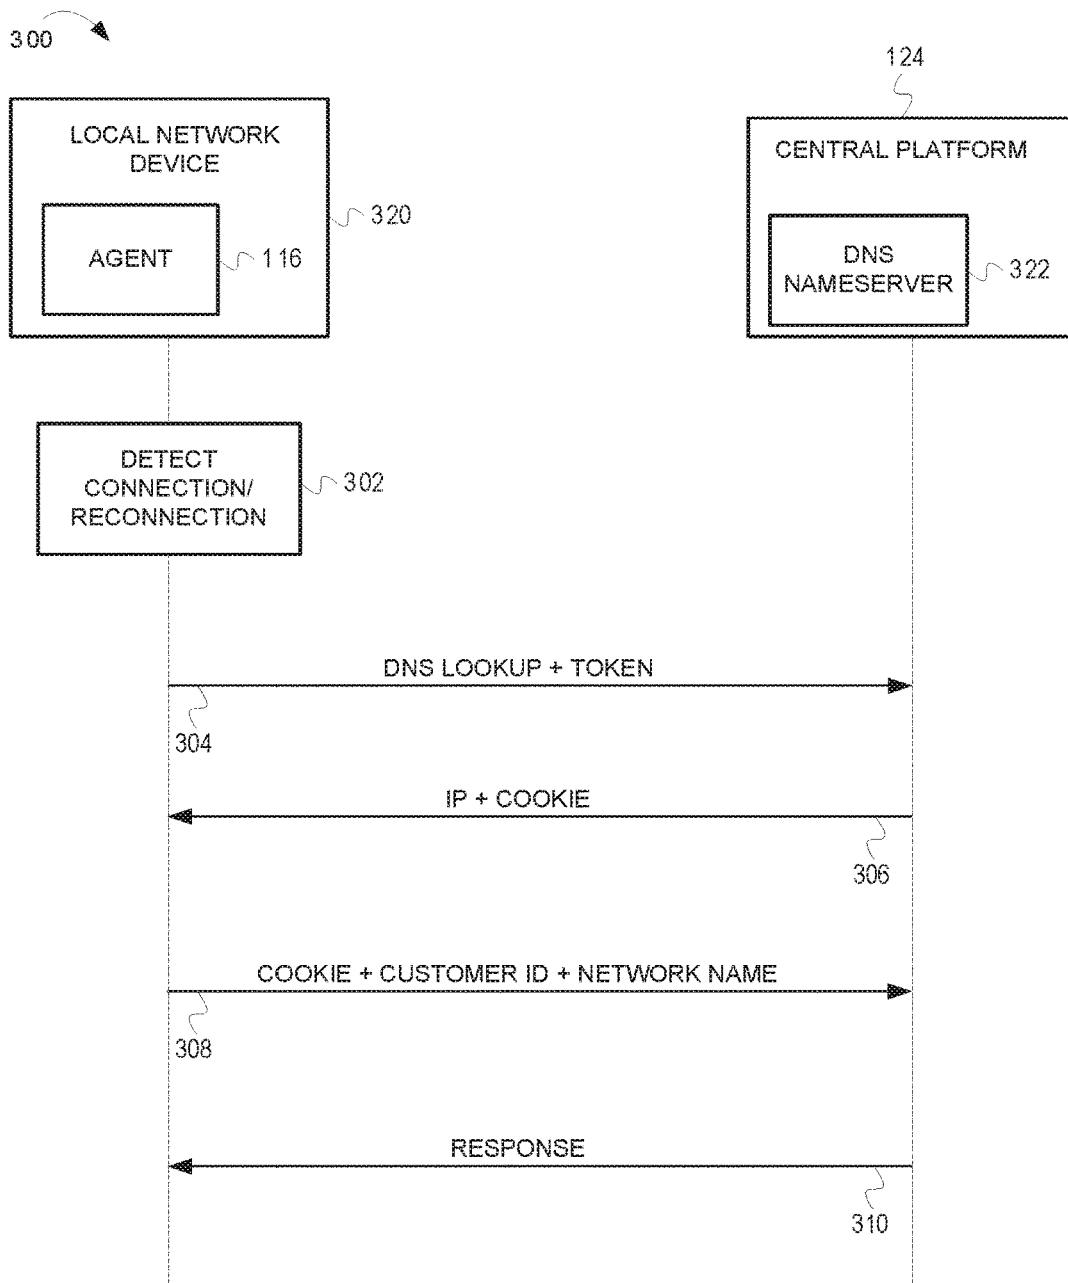 300
124
LOCAL NETWORK
DEVICE
AGENT
116
320
CENTRAL PLATFORM
DNS
NAMESERVER
322
DETECT
CONNECTION/
RECONNECTION
302
DNS LOOKUP + TOKEN
304
IP + COOKIE
306
COOKIE + CUSTOMER ID + NETWORK NAME
308
RESPONSE
310